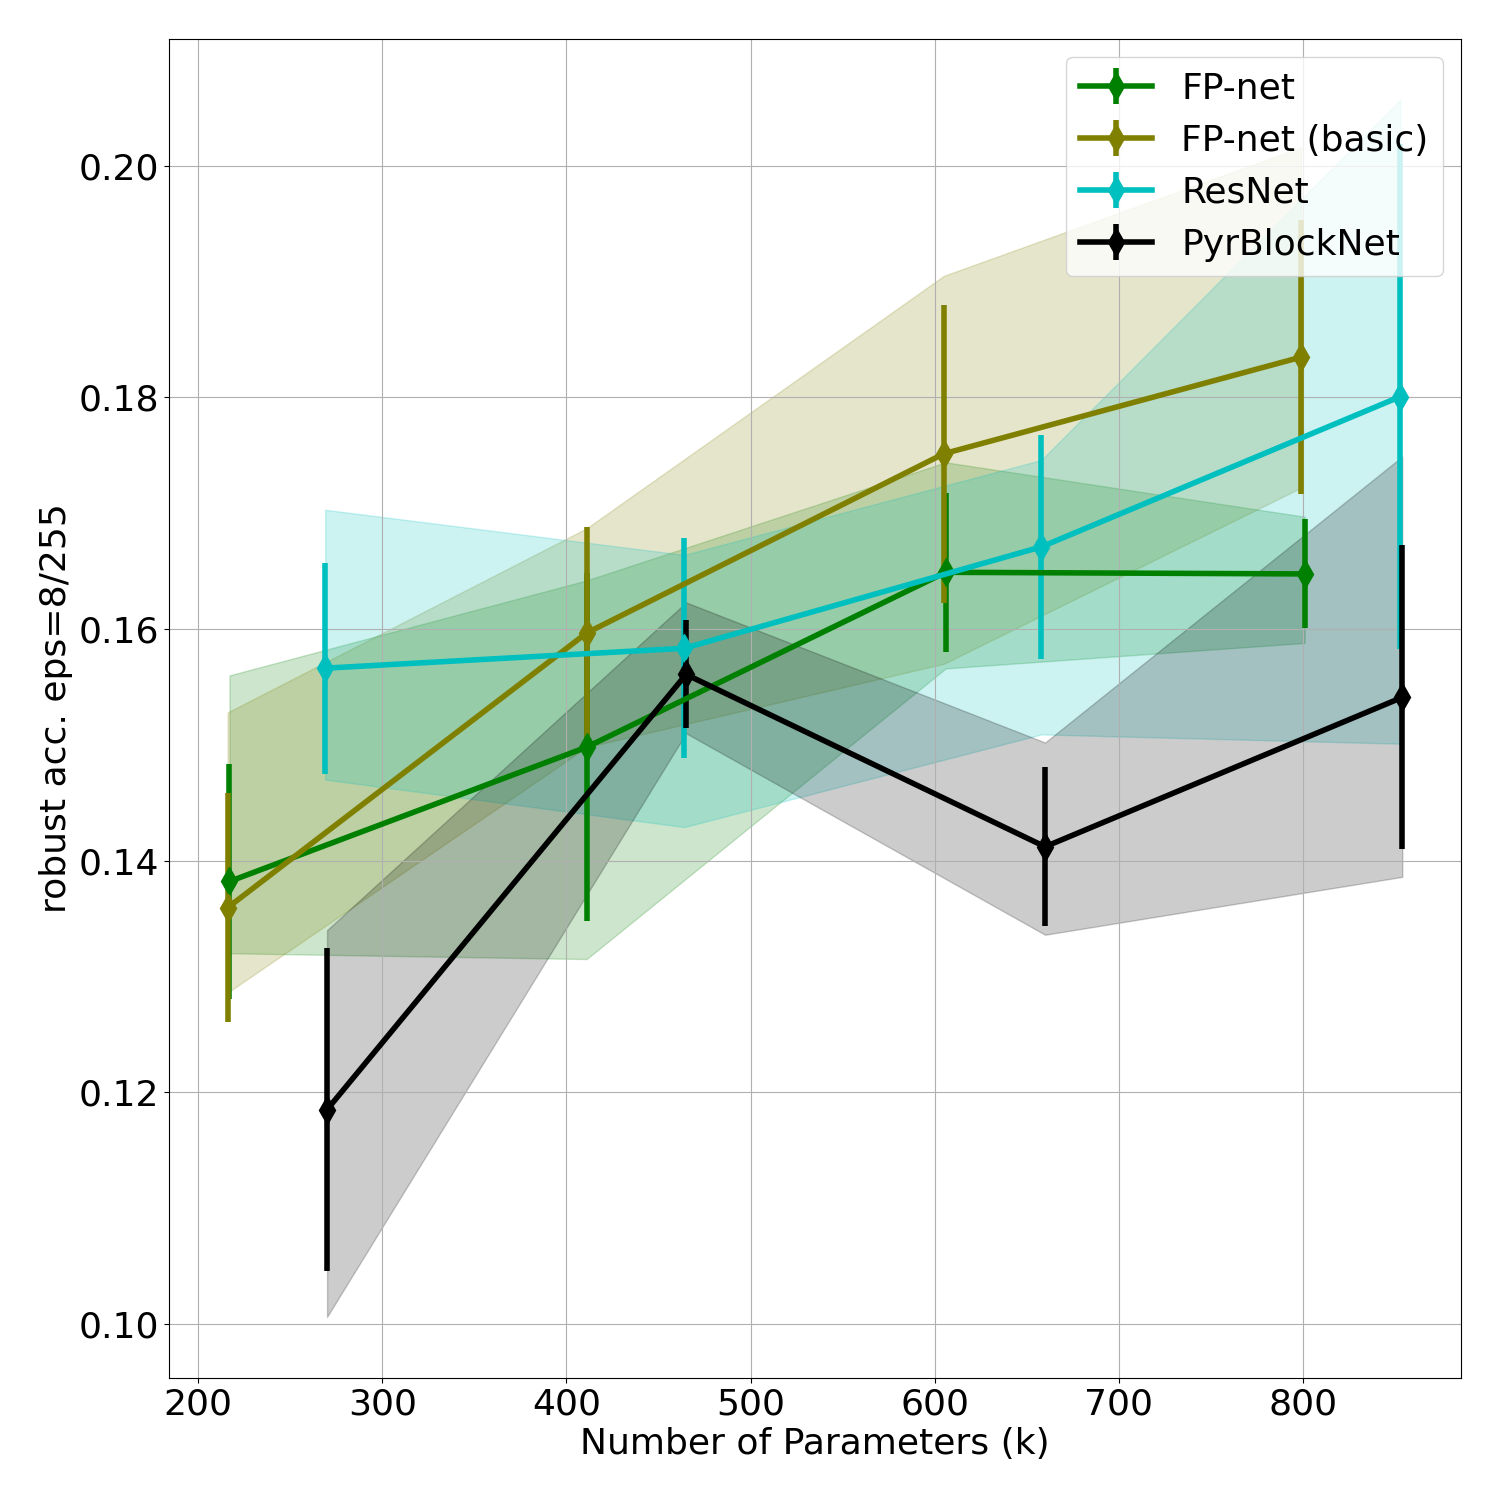 FP-net
FP-net (basic)
ResNet
PyrBlockNet
0.20
0.18
0.16
0.14
0.12
0.10
robust acc. eps=8/255
200 300 400 500 600 700 800
Number of Parameters (k)